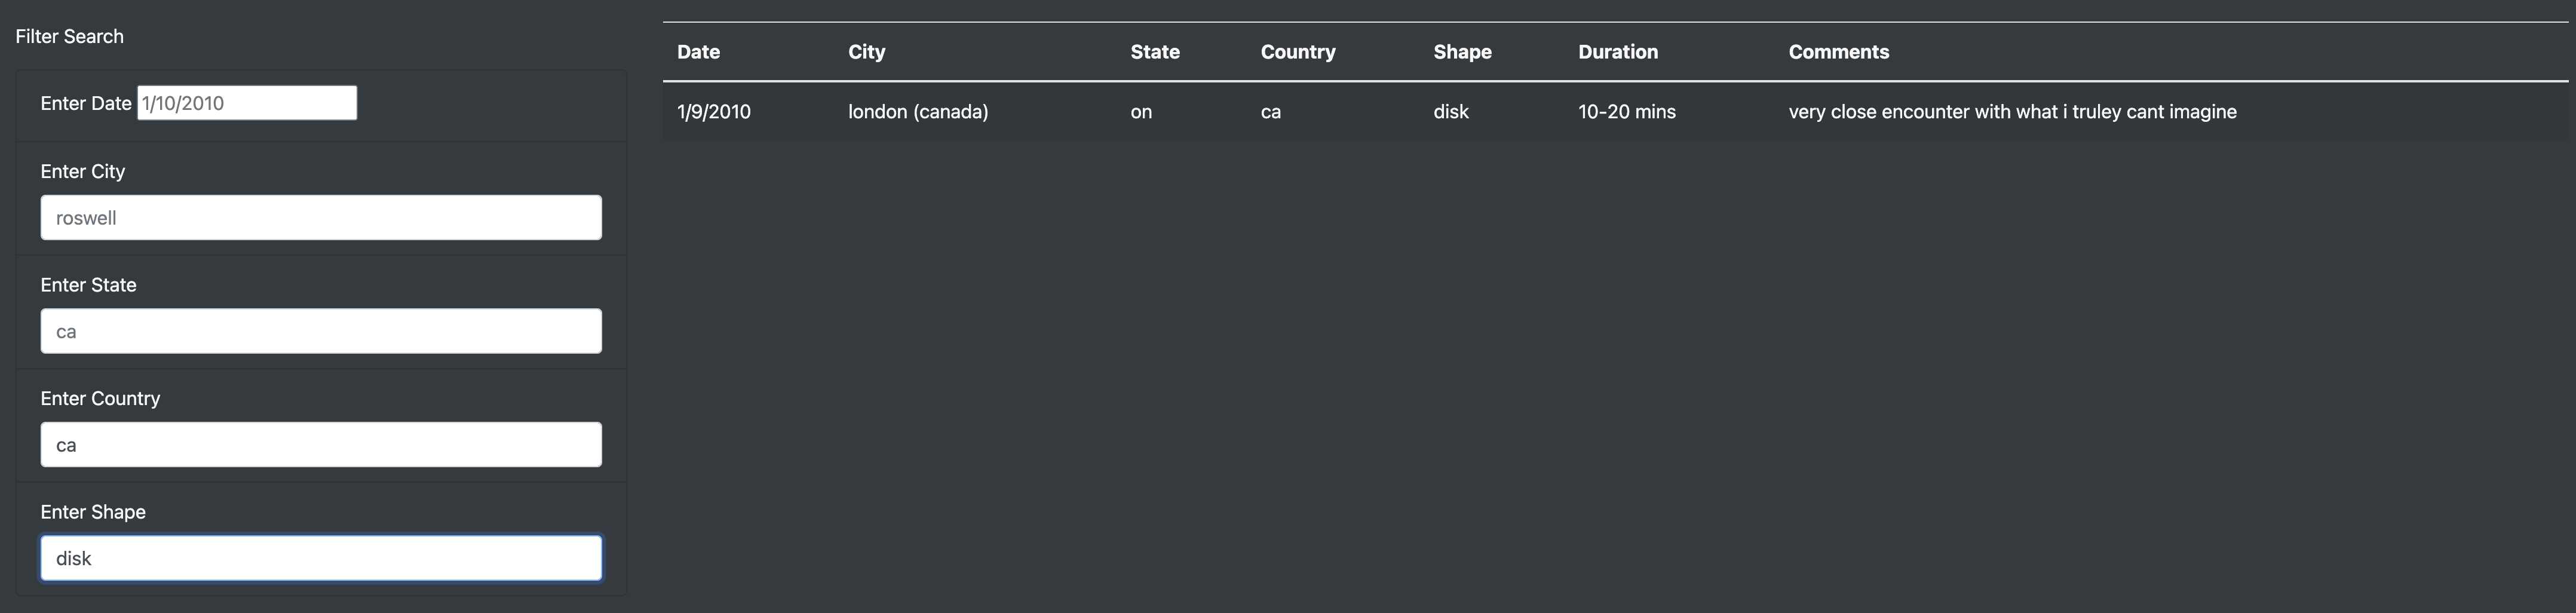 Filter Search
Enter Date 1/10/2010
Enter City
roswell
Enter State
ca
Enter Country
ca
Enter Shape
disk
Date City State Country Shape Duration Comments
1/9/2010 london (canada) on ca disk 10-20 mins very close encounter with what i truley cant imagine